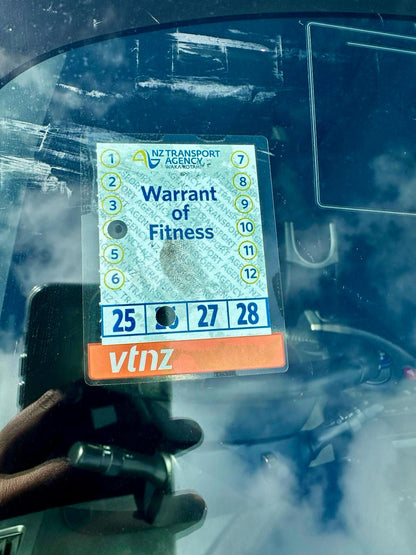 1 NZ TRANSPORT 7
AGENCY
WAKA KOTAHI
2 8
3 Warrant 9
of 10
5 Fitness 11
6 12
25 27 28
vtnz